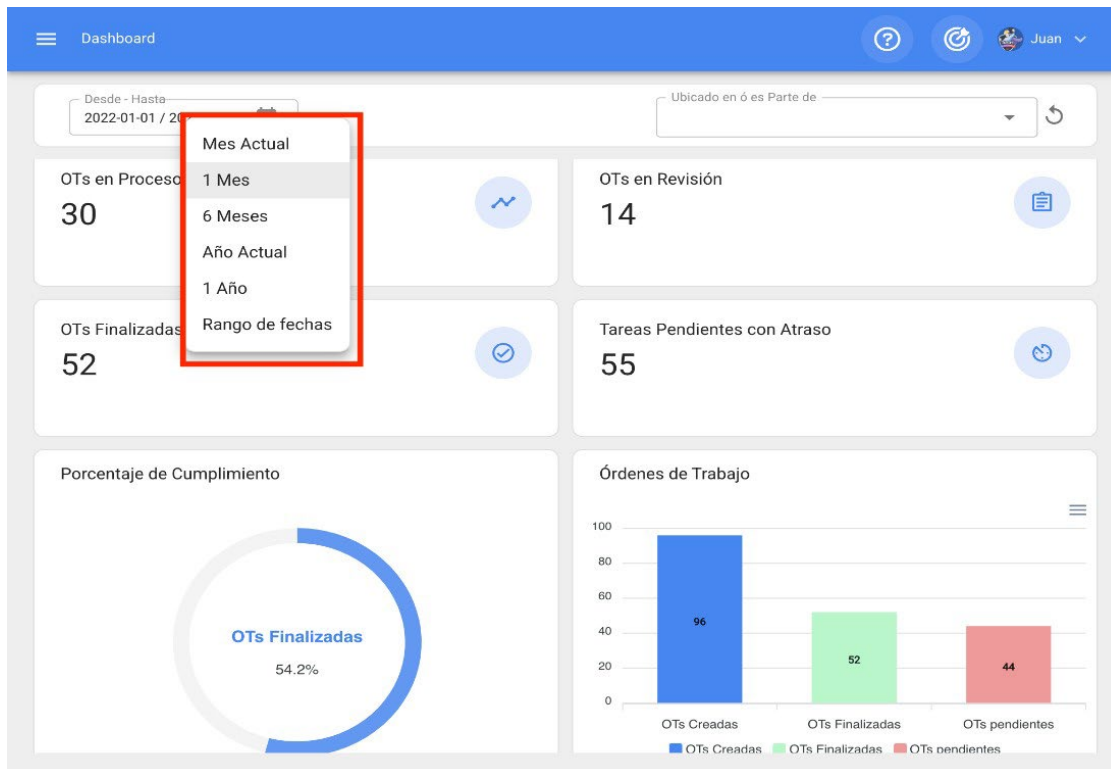 Dashboard
Juan
Desde - Hasta
2022-01-01 /
Ubicado en ó es Parte de
Mes Actual
1 Mes
6 Meses
Año Actual
1 Año
Rango de fechas
OTs en Proceso
30
OTs en Revisión
14
OTs Finalizadas
52
Tareas Pendientes con Atraso
55
Porcentaje de Cumplimiento
OTs Finalizadas
54.2%
Órdenes de Trabajo
100
80
60
40
20
0
96
52
44
OTs Creadas OTs Finalizadas OTs pendientes
OTs Creadas OTs Finalizadas OTs pendientes